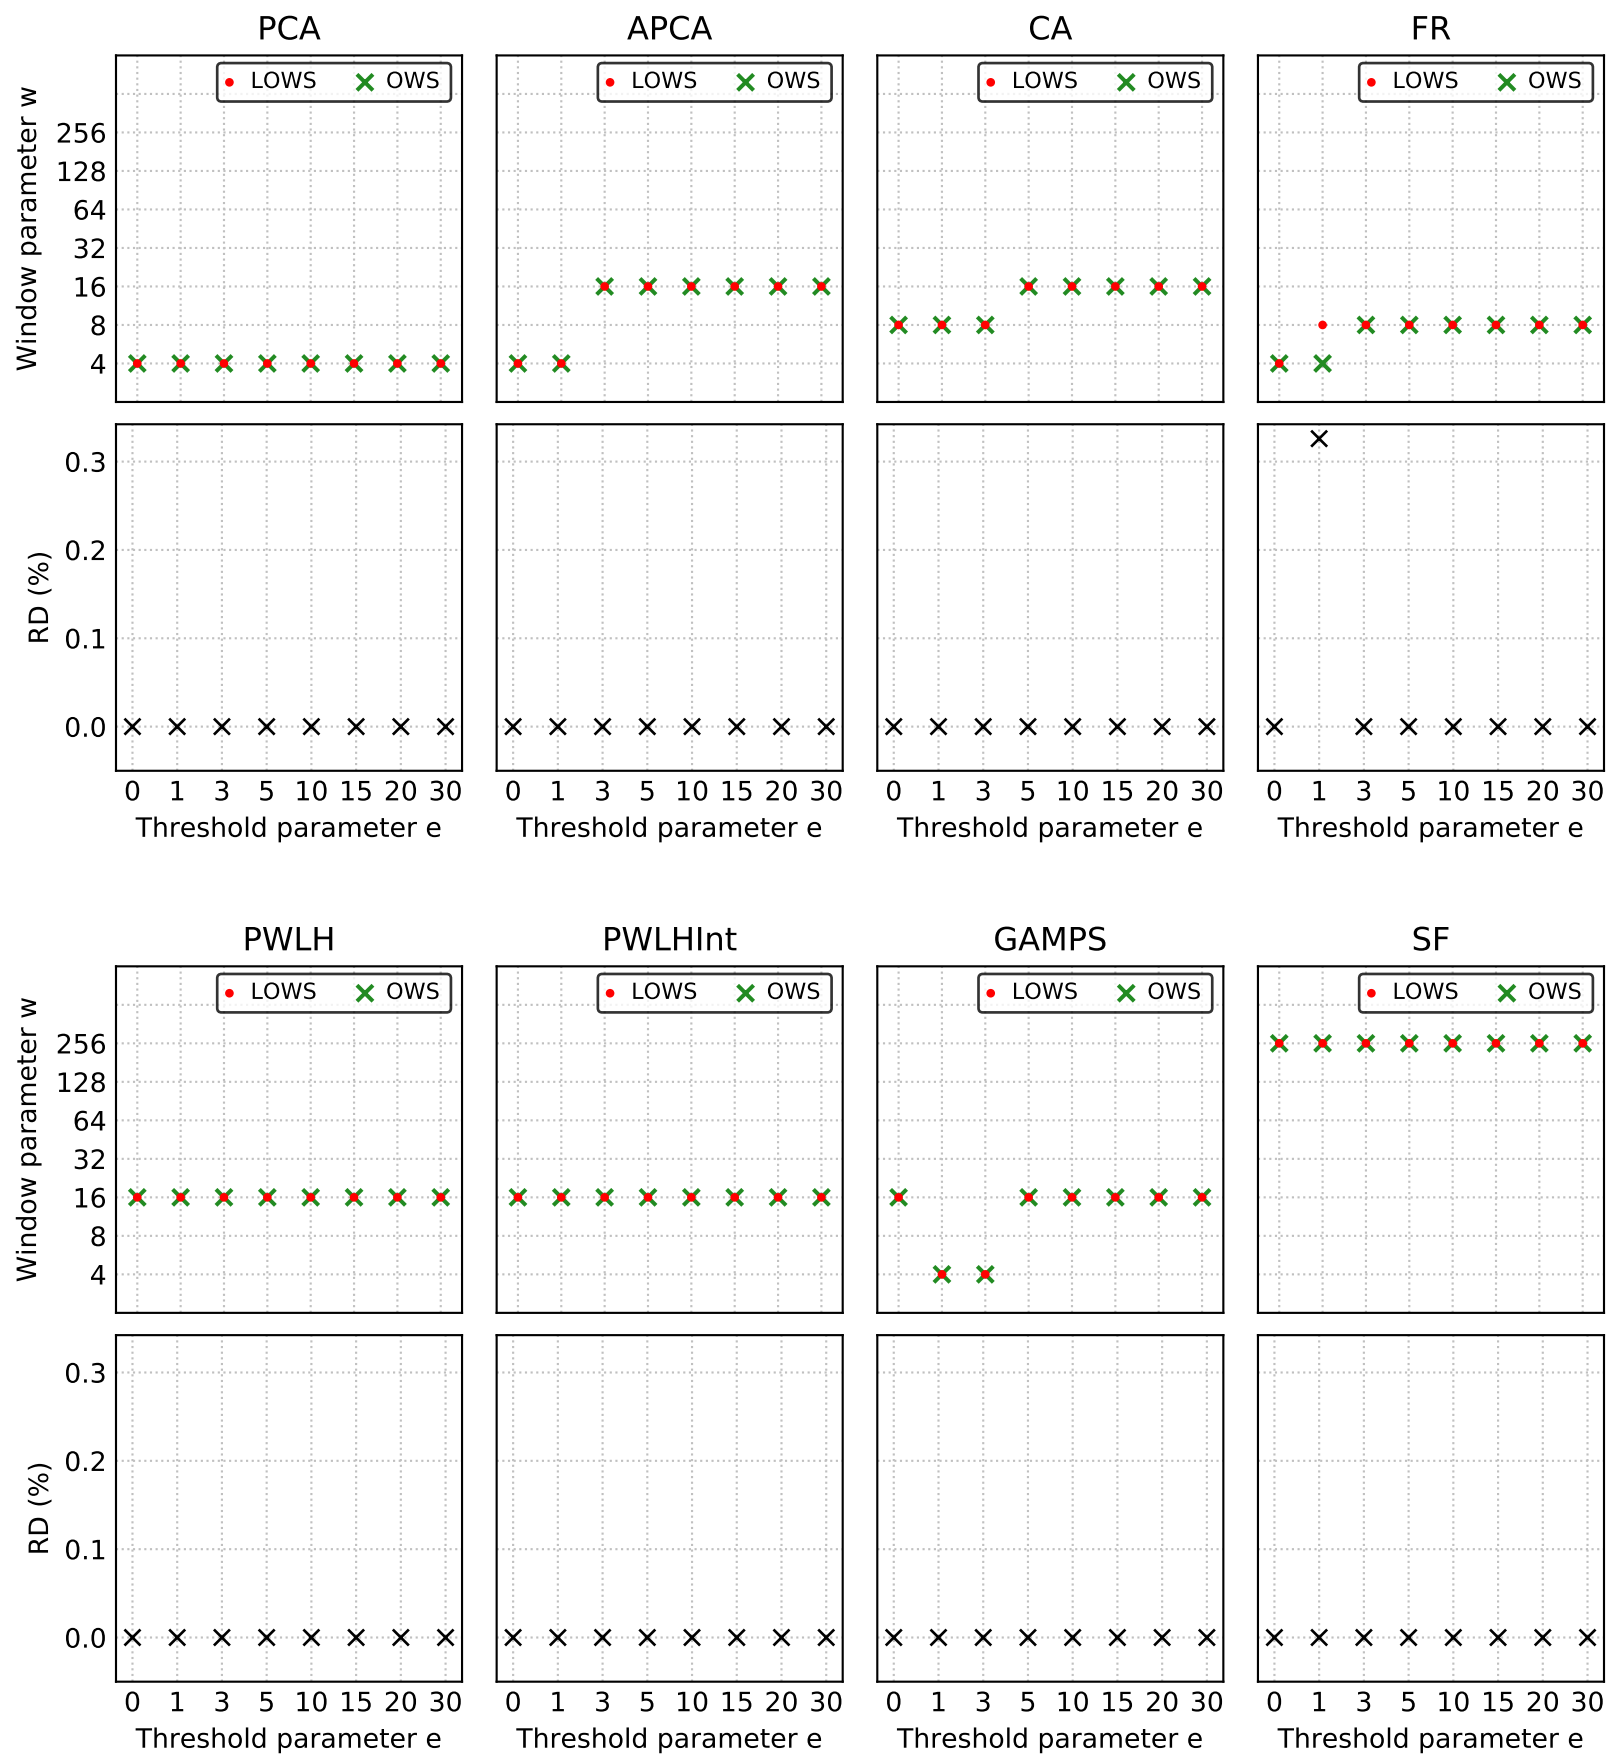 PCA APCA CA FR
LOWS OWS LOWS OWS LOWS OWS LOWS OWS
Window parameter w
256
128
64
32
16
8
4
RD (%)
0.3
0.2
0.1
0.0
0 1 3 5 10 15 20 30 0 1 3 5 10 15 20 30 0 1 3 5 10 15 20 30 0 1 3 5 10 15 20 30
Threshold parameter e Threshold parameter e Threshold parameter e Threshold parameter e
PWLH PWLHInt GAMPS SF
LOWS OWS LOWS OWS LOWS OWS LOWS OWS
Window parameter w
256
128
64
32
16
8
4
RD (%)
0.3
0.2
0.1
0.0
0 1 3 5 10 15 20 30 0 1 3 5 10 15 20 30 0 1 3 5 10 15 20 30 0 1 3 5 10 15 20 30
Threshold parameter e Threshold parameter e Threshold parameter e Threshold parameter e